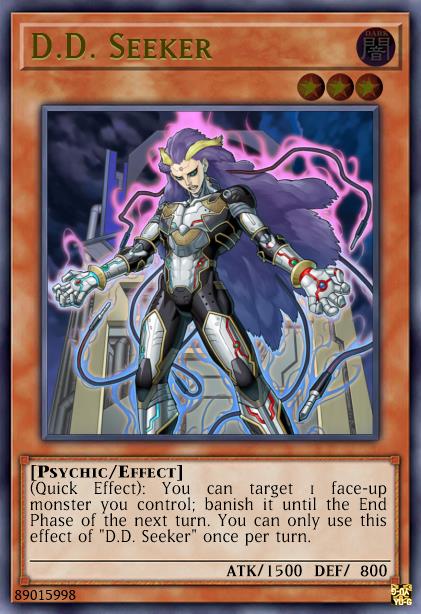 D.D. Seeker
DARK
闇
[Psychic/Effect]
(Quick Effect): You can target 1 face-up
monster you control; banish it until the End
Phase of the next turn. You can only use this
effect of "D.D. Seeker" once per turn.
ATK/1500 DEF/ 800
89015998